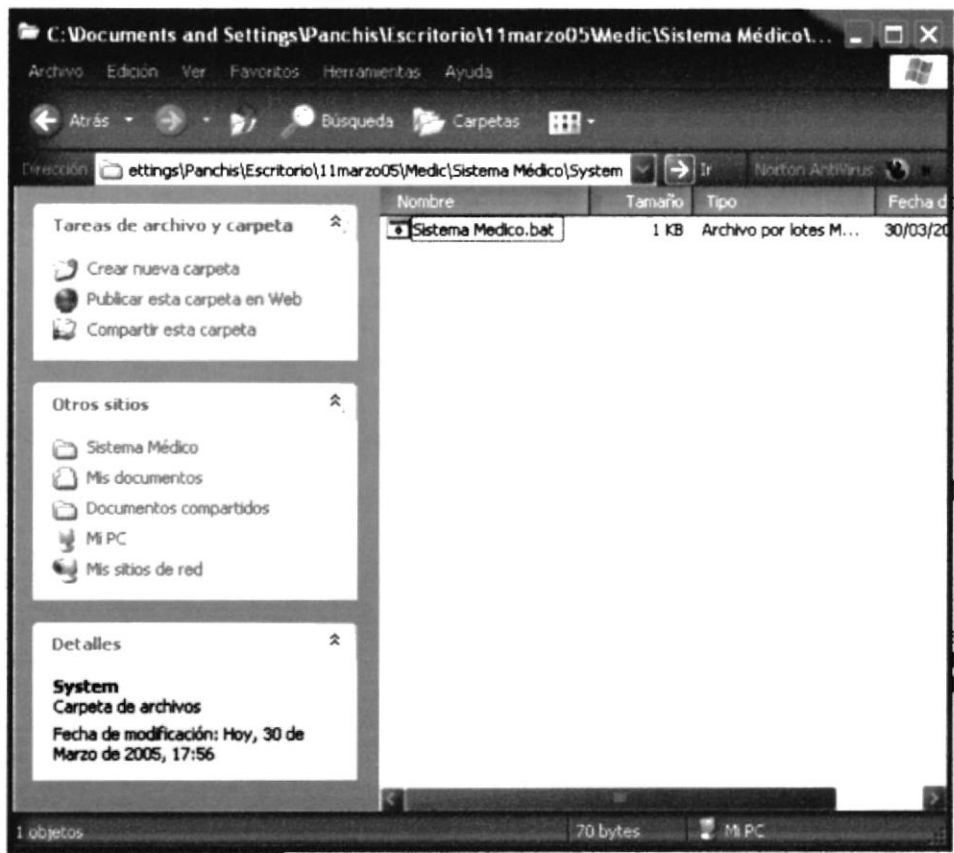 C:\Documents and Settings\Panchis\Escritorio\11marzo05\Medic\Sistema Médico\...
Archivo Edición Ver Favoritos Herramientas Ayuda
Atrás Búsqueda Carpetas
Dirección ettings\Panchis\Escritorio\11marzo05\Medic\Sistema Médico\System Ir Norton AntiVirus
Nombre Tamaño Tipo Fecha d
Sistema Medico.bat 1 KB Archivo por lotes M... 30/03/20
Tareas de archivo y carpeta
Crear nueva carpeta
Publicar esta carpeta en Web
Compartir esta carpeta
Otros sitios
Sistema Médico
Mis documentos
Documentos compartidos
Mi PC
Mis sitios de red
Detalles
System
Carpeta de archivos
Fecha de modificación: Hoy, 30 de
Marzo de 2005, 17:56
1 objetos 70 bytes Mi PC